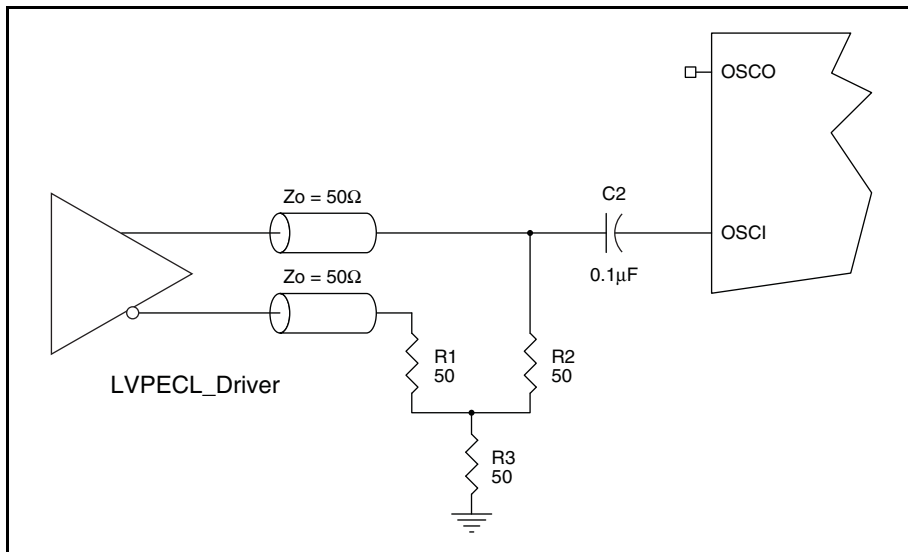 OSCO
Zo = 50Ω
C2
OSCI
0.1μF
Zo = 50Ω
R1
50
R2
50
LVPECL_Driver
R3
50